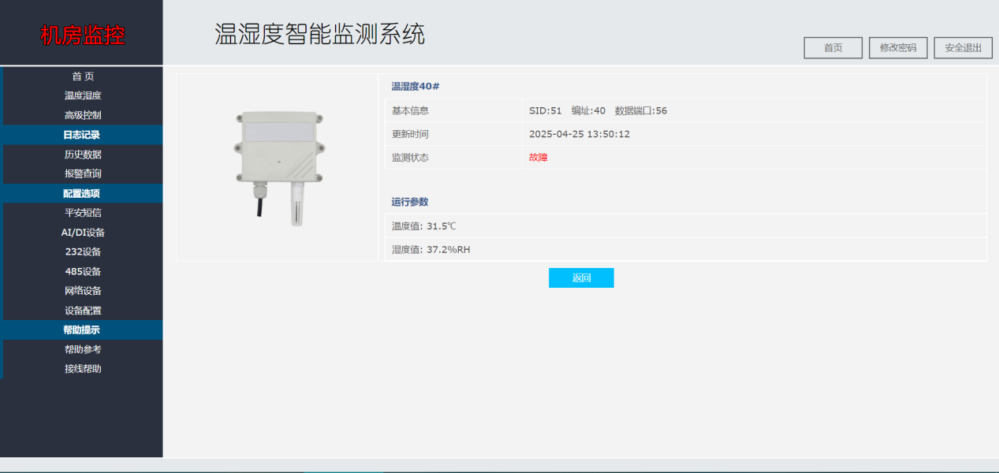 机房监控
温湿度智能监测系统
首页
修改密码
安全退出
首 页
温度湿度
高级控制
日志记录
历史数据
报警查询
配置选项
平安短信
AI/DI设备
232设备
485设备
网络设备
设备配置
帮助提示
帮助参考
接线帮助
温湿度40#
基本信息 SID:51 编址:40 数据端口:56
更新时间 2025-04-25 13:50:12
监测状态 故障
运行参数
温度值: 31.5℃
湿度值: 37.2%RH
返回